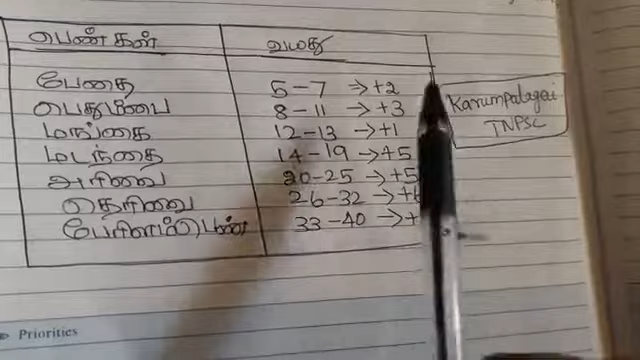 பெண்கள் வயது
பேதை 5-7 → +2
பெதும்பை 8-11 → +3
மங்கை 12-13 → +1
மடந்தை 14-19 → +5
அரிவை 20-25 → +5
தெரிவை 26-32 →
பேரிளம்பெண் 33-40 → +
Karumpalagai
TNPSC
Priorities